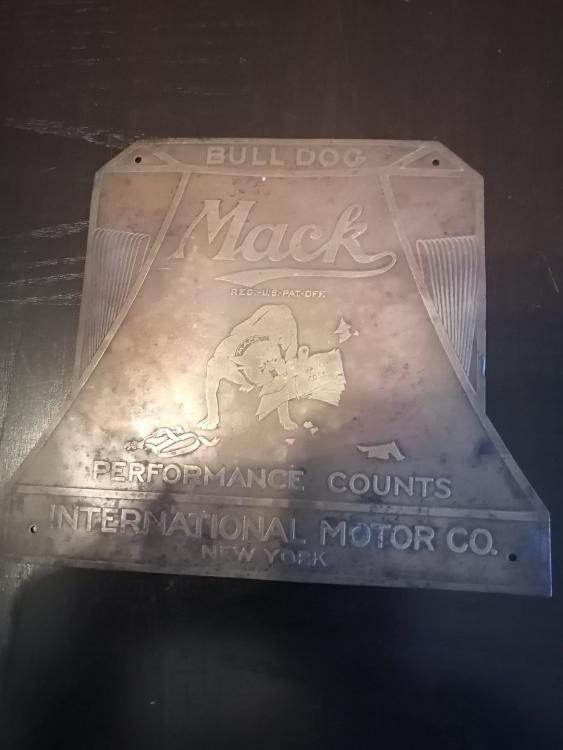 BULL DOG
Mack
REG.-U.S.-PAT-OFF.
PERFORMANCE COUNTS
INTERNATIONAL MOTOR CO.
NEW YORK